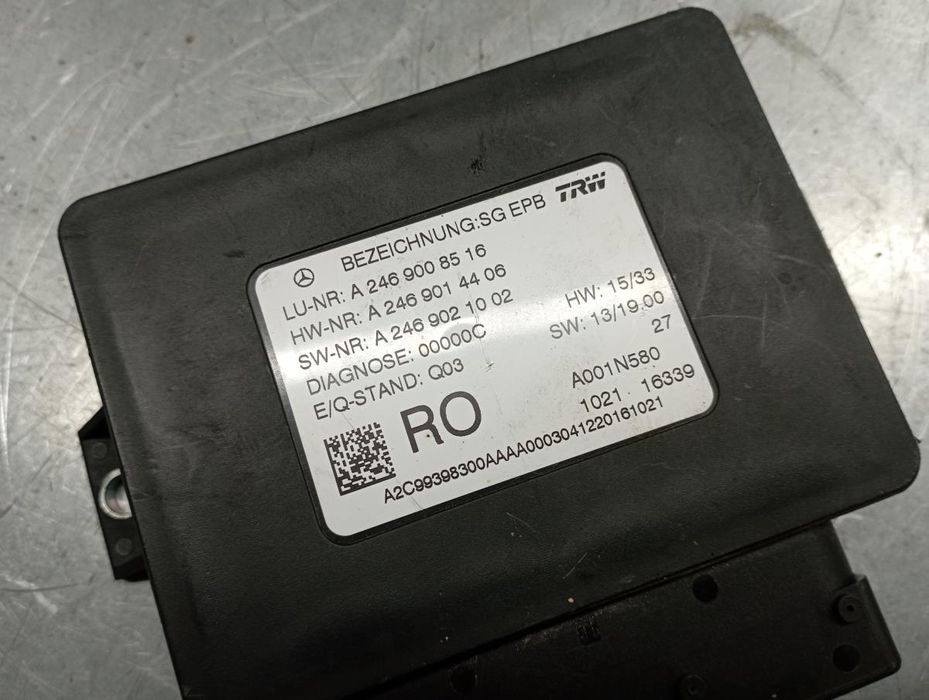 BEZEICHNUNG:SG EPB TRW
LU-NR: A 246 900 85 16
HW-NR: A 246 901 44 06 HW: 15/33
SW-NR: A 246 902 10 02 SW: 13/19.00
DIAGNOSE: 00000C 27
E/Q-STAND: Q03 A001N580
RO 1021 16339
A2C99398300AAAA0003041220161021